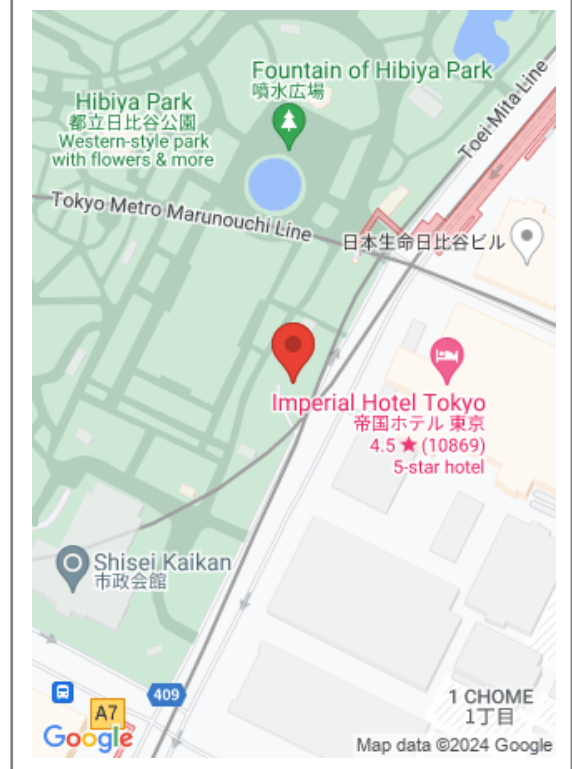 Fountain of Hibiya Park
噴水広場
Hibiya Park
都立日比谷公園
Western-style park
with flowers & more
Toei Mita Line
Tokyo Metro Marunouchi Line
日本生命日比谷ビル
Imperial Hotel Tokyo
帝国ホテル 東京
4.5 ★ (10869)
5-star hotel
Shisei Kaikan
市政会館
409
A7
1 CHOME
1丁目
Google
Map data ©2024 Google